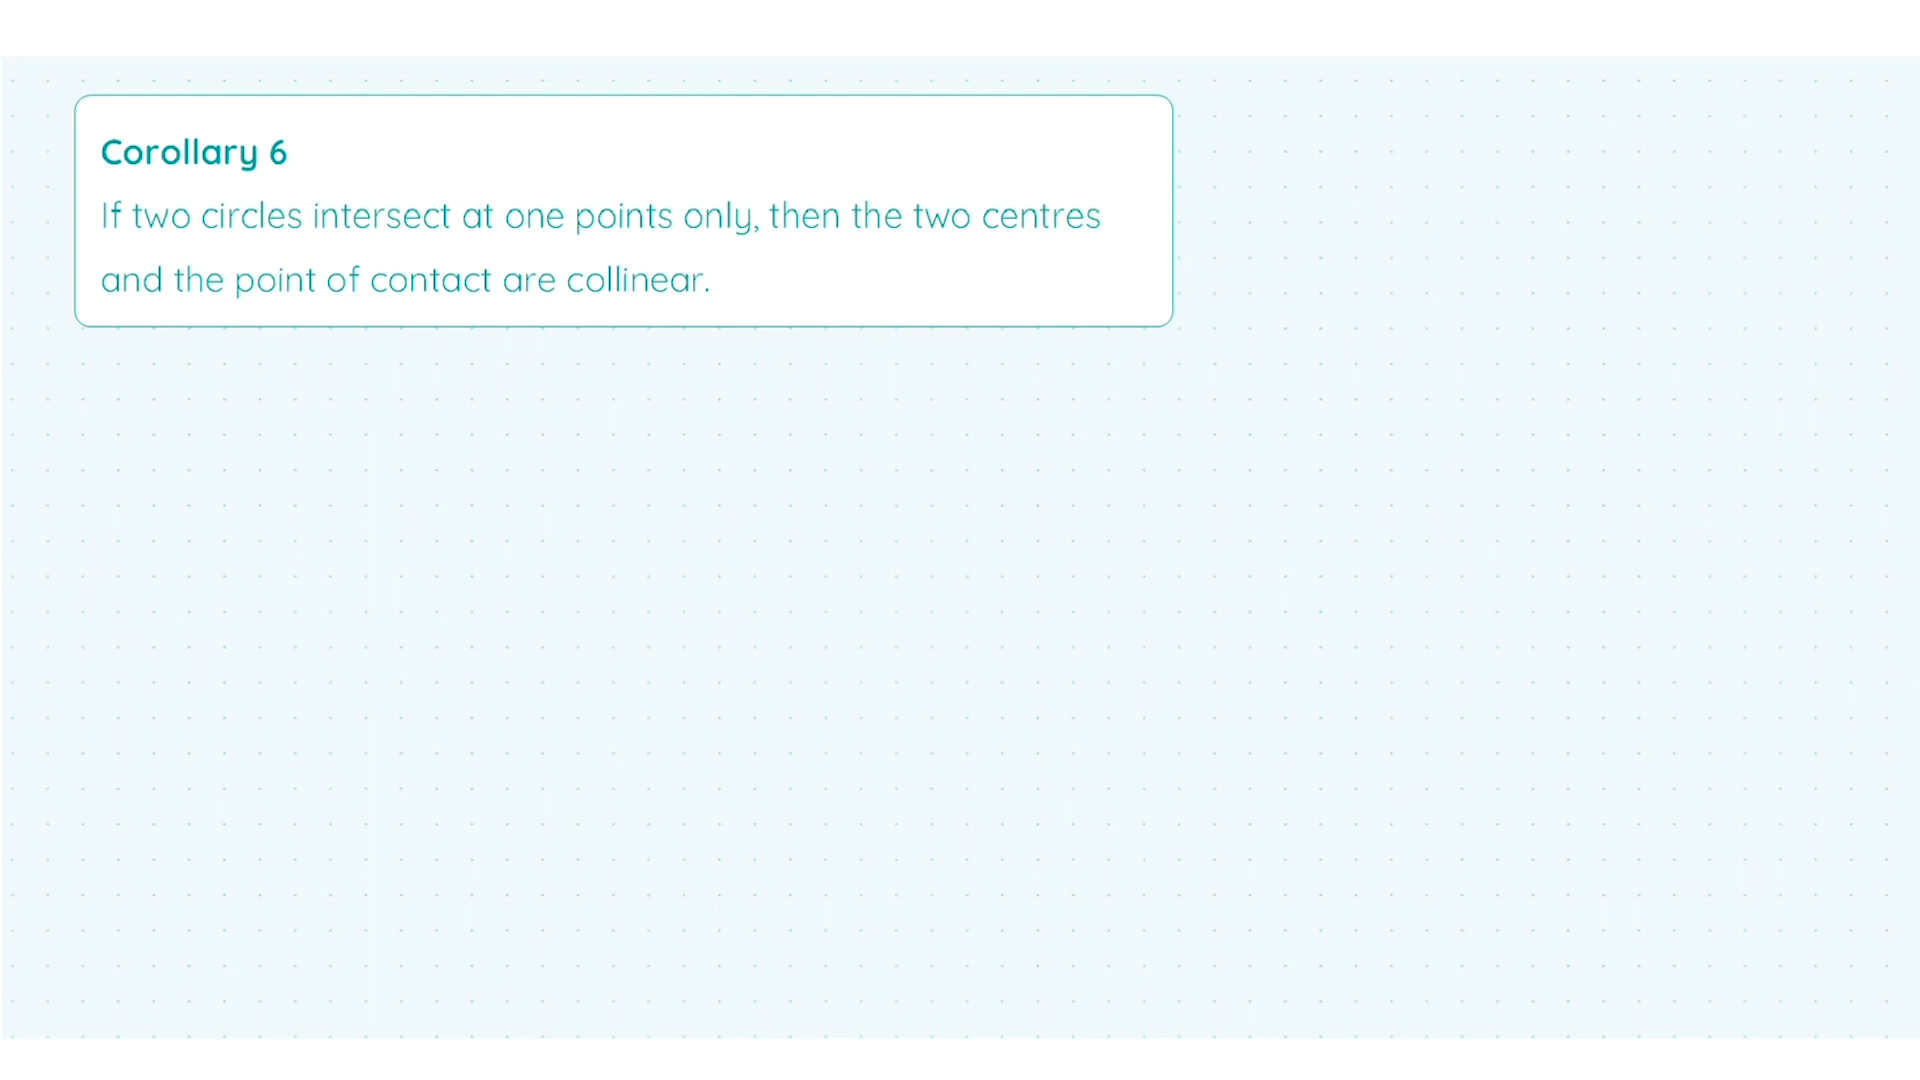 Corollary 6
If two circles intersect at one points only, then the two centres
and the point of contact are collinear.